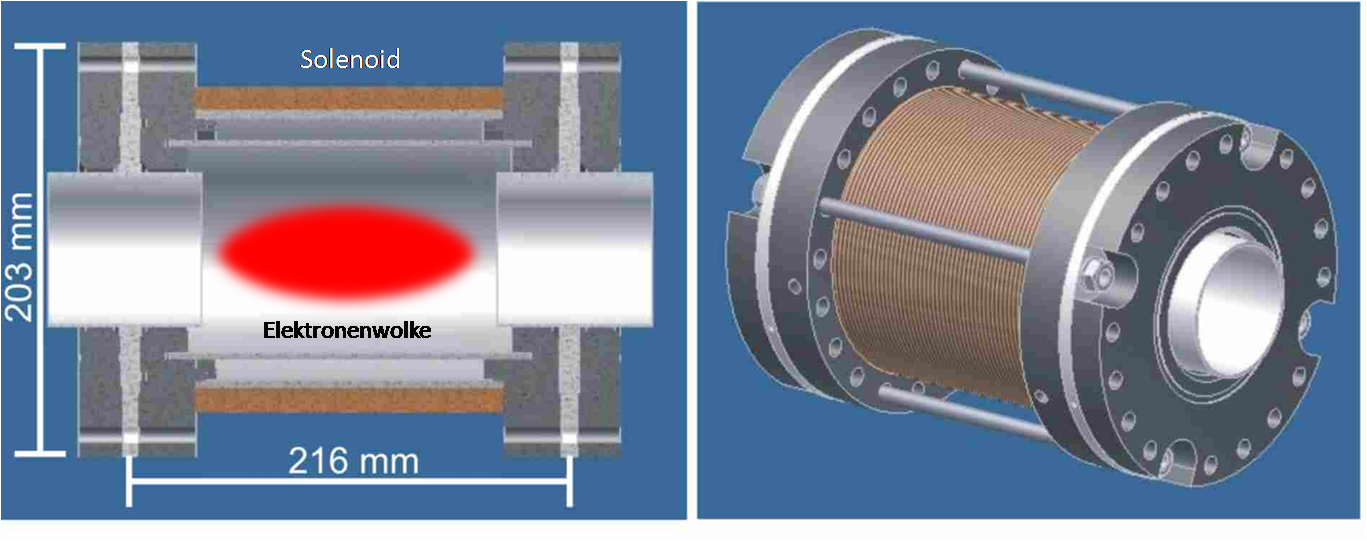 Solenoid
203 mm
Elektronenwolke
216 mm